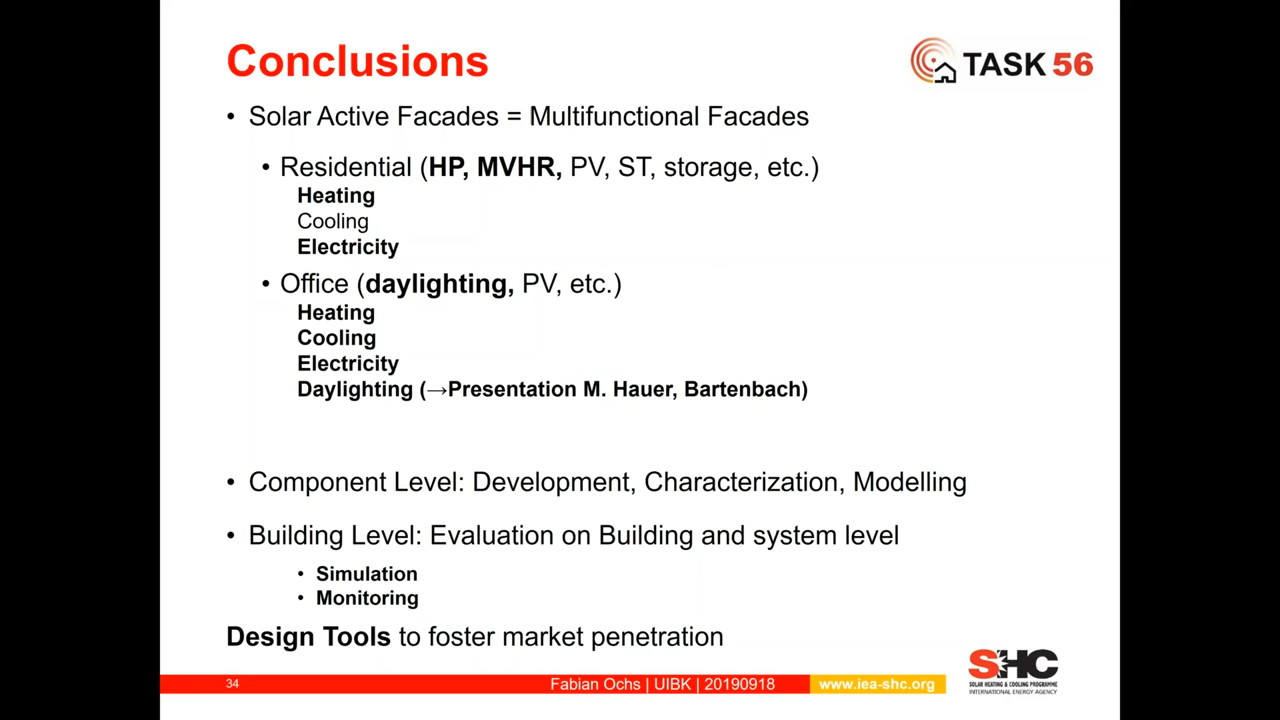 Conclusions
TASK 56
• Solar Active Facades = Multifunctional Facades
• Residential (HP, MVHR, PV, ST, storage, etc.)
Heating
Cooling
Electricity
• Office (daylighting, PV, etc.)
Heating
Cooling
Electricity
Daylighting (→Presentation M. Hauer, Bartenbach)
• Component Level: Development, Characterization, Modelling
• Building Level: Evaluation on Building and system level
• Simulation
• Monitoring
Design Tools to foster market penetration
SHC
SOLAR HEATING & COOLING PROGRAMME
INTERNATIONAL ENERGY AGENCY
34
Fabian Ochs | UIBK | 20190918
www.iea-shc.org